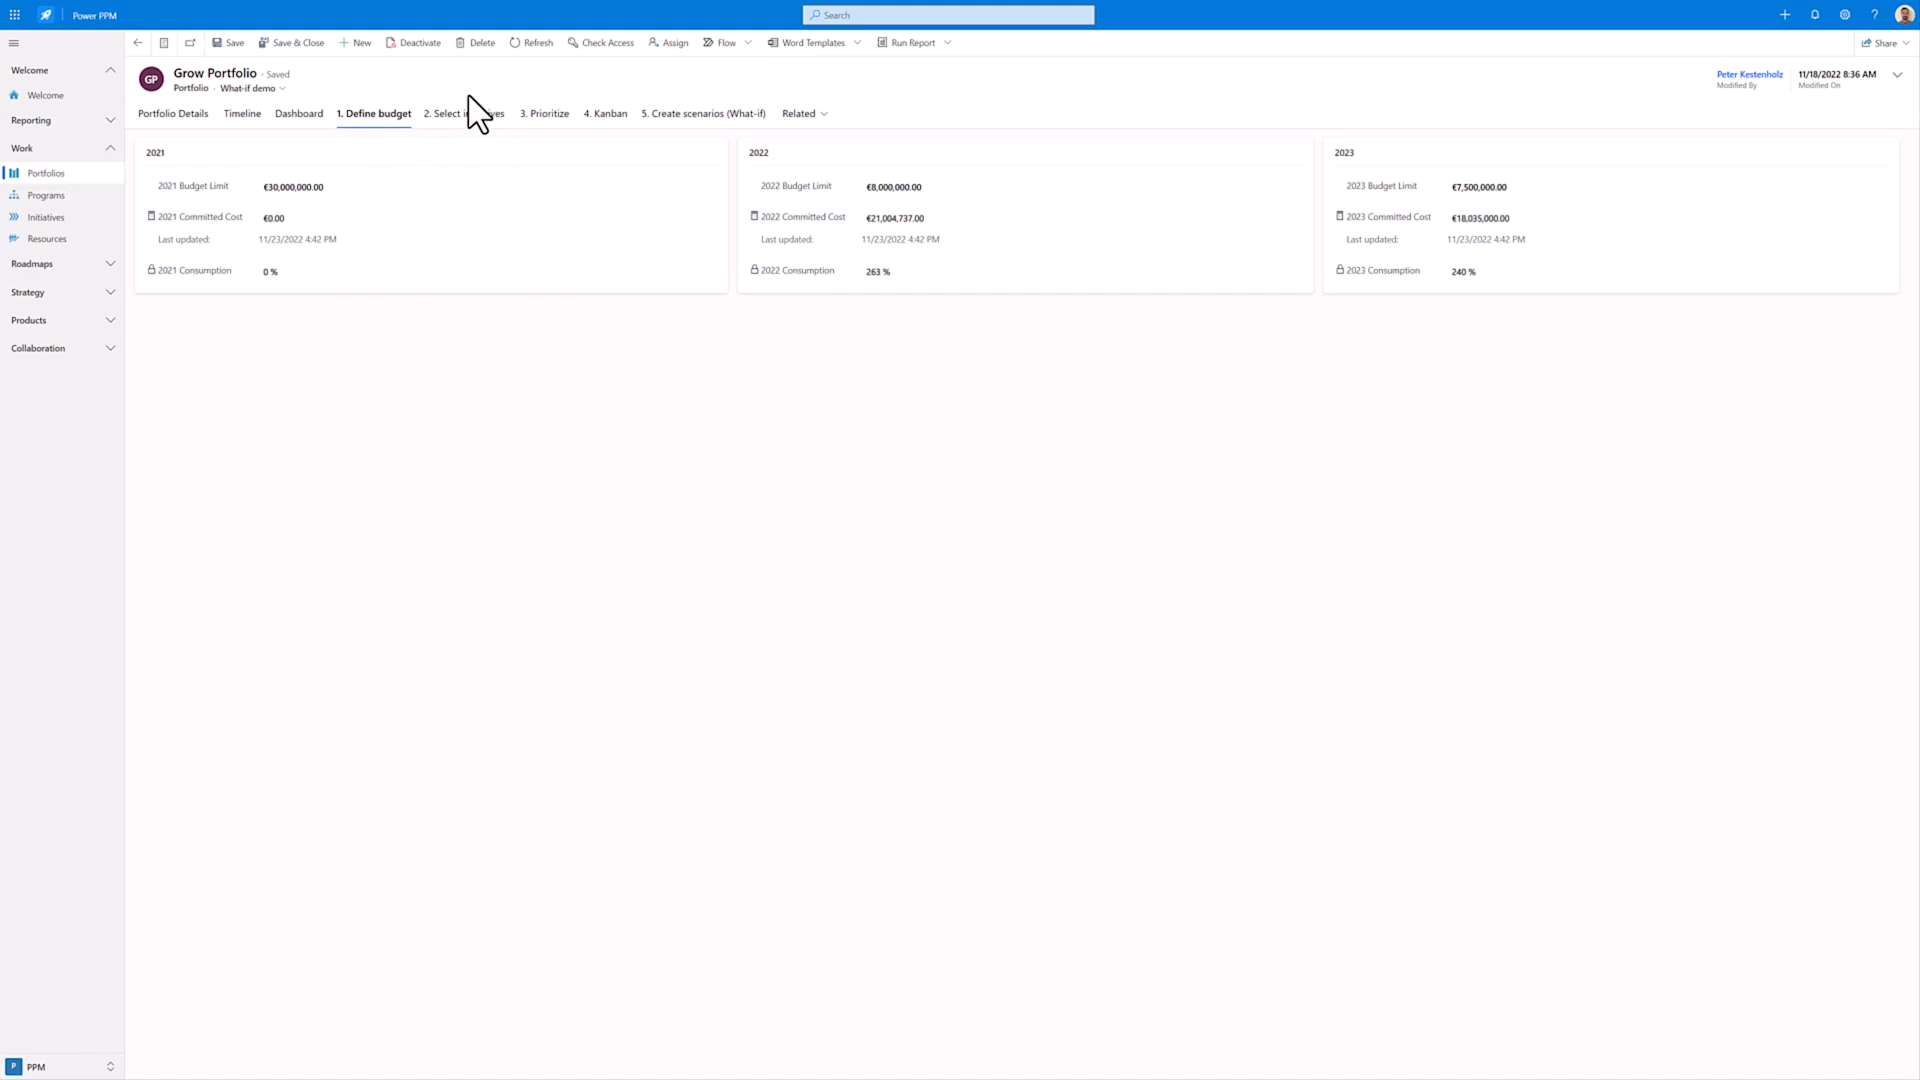 Power PPM
Search
Save
Save & Close
New
Deactivate
Delete
Refresh
Check Access
Assign
Flow
Word Templates
Run Report
Share
Welcome
Welcome
Reporting
Work
Portfolios
Programs
Initiatives
Resources
Roadmaps
Strategy
Products
Collaboration
P PPM
GP
Grow Portfolio - Saved
Portfolio · What-if demo
Peter Kestenholz
Modified By
11/18/2022 8:36 AM
Modified On
Portfolio Details
Timeline
Dashboard
1. Define budget
2. Select
3. Prioritize
4. Kanban
5. Create scenarios (What-if)
Related
2021
2021 Budget Limit €30,000,000.00
2021 Committed Cost €0.00
Last updated: 11/23/2022 4:42 PM
2021 Consumption 0 %
2022
2022 Budget Limit €8,000,000.00
2022 Committed Cost €21,004,737.00
Last updated: 11/23/2022 4:42 PM
2022 Consumption 263 %
2023
2023 Budget Limit €7,500,000.00
2023 Committed Cost €18,035,000.00
Last updated: 11/23/2022 4:42 PM
2023 Consumption 240 %